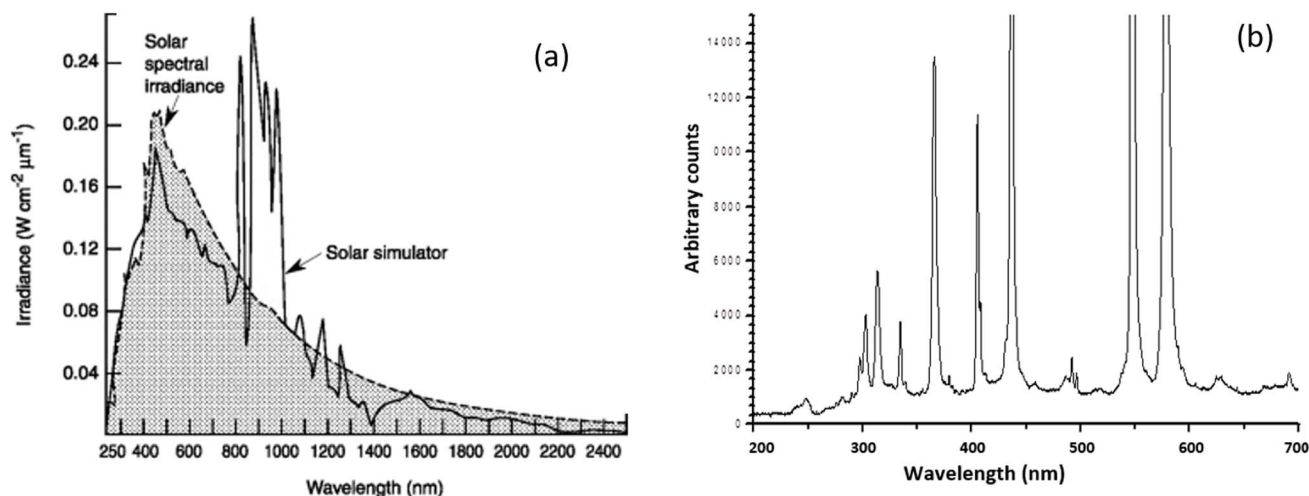 (a)
Solar
spectral
irradiance
Solar simulator
Irradiance (W cm⁻² μm⁻¹)
0.24
0.20
0.16
0.12
0.08
0.04
250 400 600 800 1000 1200 1400 1600 1800 2000 2200 2400
Wavelength (nm)
(b)
Arbitrary counts
14000
12000
10000
8000
6000
4000
2000
0
200 300 400 500 600 700
Wavelength (nm)